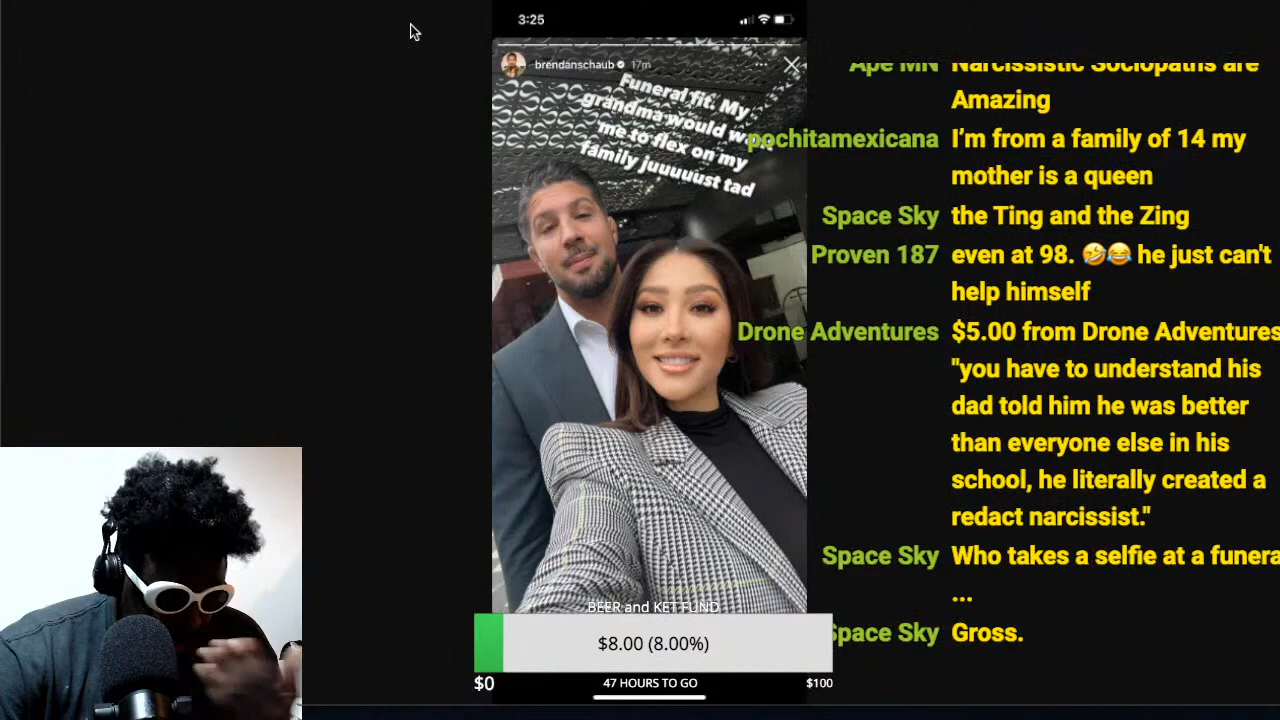 3:25
brendanschaub 17m
Funeral fit. My
grandma would
me to flex on my
family juuuuust tad
BEER and KET FUND
$8.00 (8.00%)
$0
47 HOURS TO GO
$100
Ape MN Narcissistic Sociopaths are
Amazing
pochitamexicana I’m from a family of 14 my
mother is a queen
Space Sky the Ting and the Zing
Proven 187 even at 98. 🤣😂 he just can't
help himself
Drone Adventures $5.00 from Drone Adventures
"you have to understand his
dad told him he was better
than everyone else in his
school, he literally created a
redact narcissist."
Space Sky Who takes a selfie at a funera
...
Space Sky Gross.